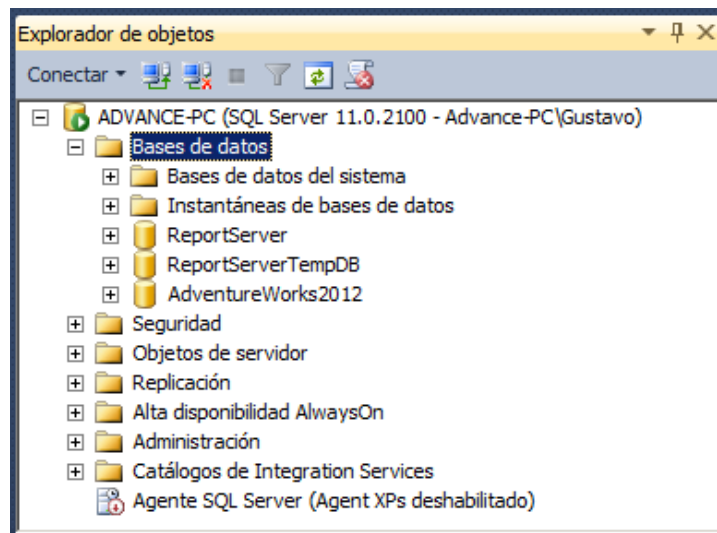 Explorador de objetos
Conectar
ADVANCE-PC (SQL Server 11.0.2100 - Advance-PC\Gustavo)
Bases de datos
Bases de datos del sistema
Instantáneas de bases de datos
ReportServer
ReportServerTempDB
AdventureWorks2012
Seguridad
Objetos de servidor
Replicación
Alta disponibilidad AlwaysOn
Administración
Catálogos de Integration Services
Agente SQL Server (Agent XPs deshabilitado)